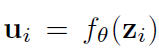 𝐮ᵢ = f_θ(𝐳ᵢ)